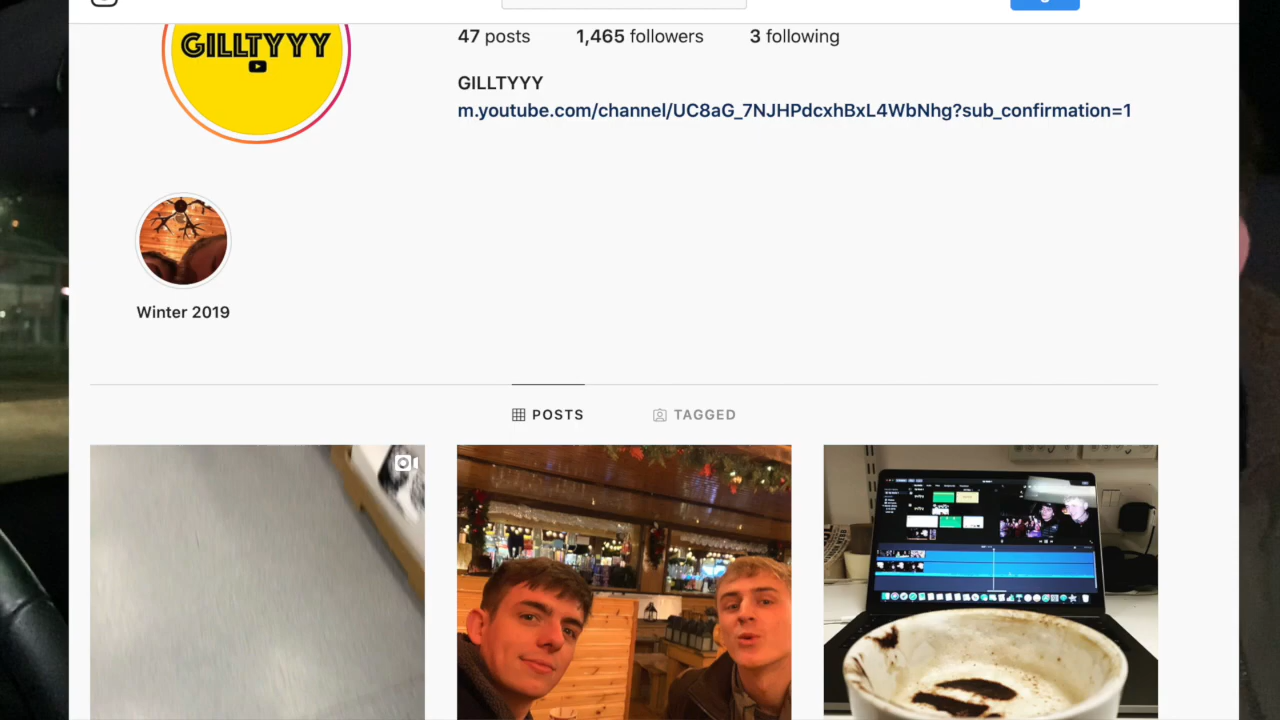 GILLTYYY
47 posts 1,465 followers 3 following
GILLTYYY
m.youtube.com/channel/UC8aG_7NJHPdcxhBxL4WbNhg?sub_confirmation=1
Winter 2019
POSTS TAGGED